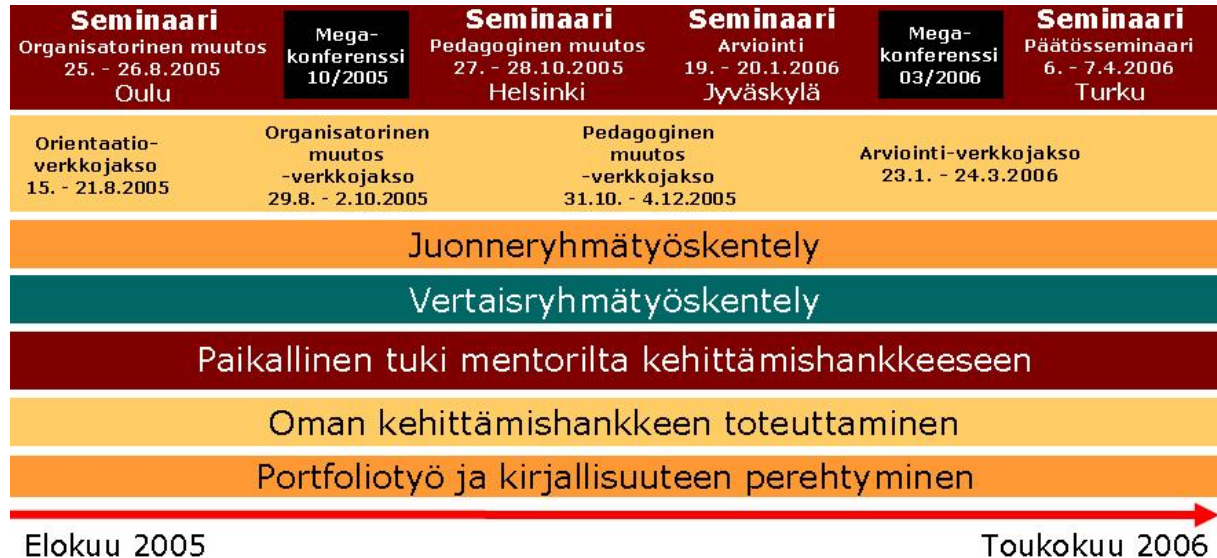 Seminaari
Organisatorinen muutos
25. - 26.8.2005
Oulu
Mega-
konferenssi
10/2005
Seminaari
Pedagoginen muutos
27. - 28.10.2005
Helsinki
Seminaari
Arviointi
19. - 20.1.2006
Jyväskylä
Mega-
konferenssi
03/2006
Seminaari
Päätösseminaari
6. - 7.4.2006
Turku
Orientaatio-
verkkojakso
15. - 21.8.2005
Organisatorinen
muutos
-verkkojakso
29.8. - 2.10.2005
Pedagoginen
muutos
-verkkojakso
31.10. - 4.12.2005
Arviointi-verkkojakso
23.1. - 24.3.2006
Juonneryhmätyöskentely
Vertaisryhmätyöskentely
Paikallinen tuki mentorilta kehittämishankkeeseen
Oman kehittämishankkeen toteuttaminen
Portfoliotyö ja kirjallisuuteen perehtyminen
Elokuu 2005
Toukokuu 2006